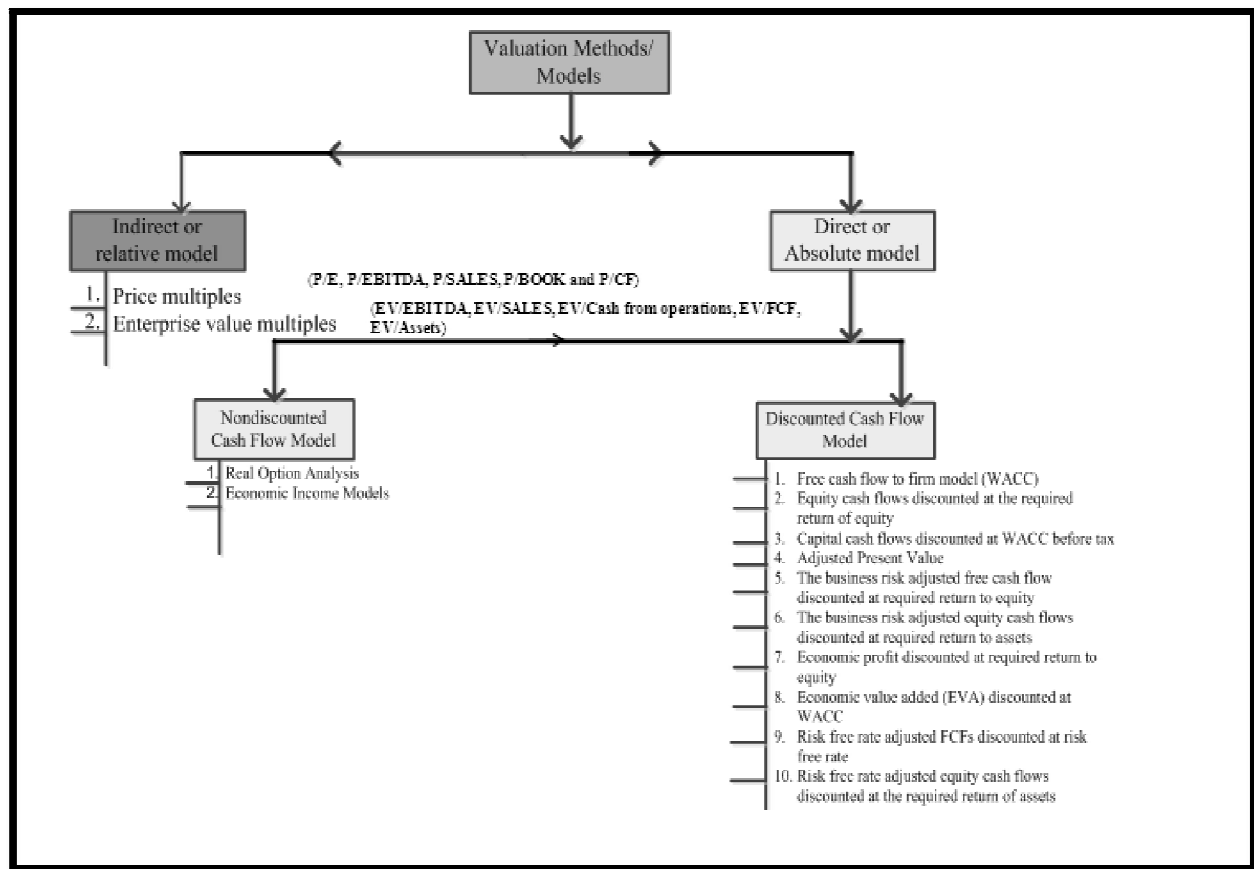 Valuation Methods/
Models
Indirect or
relative model
Direct or
Absolute model
(P/E, P/EBITDA, P/SALES, P/BOOK and P/CF)
1. Price multiples
(EV/EBITDA, EV/SALES, EV/Cash from operations, EV/FCF,
EV/Assets)
2. Enterprise value multiples
Nondiscounted
Cash Flow Model
1. Real Option Analysis
2. Economic Income Models
Discounted Cash Flow
Model
1. Free cash flow to firm model (WACC)
2. Equity cash flows discounted at the required
return of equity
3. Capital cash flows discounted at WACC before tax
4. Adjusted Present Value
5. The business risk adjusted free cash flow
discounted at required return to equity
6. The business risk adjusted equity cash flows
discounted at required return to assets
7. Economic profit discounted at required return to
equity
8. Economic value added (EVA) discounted at
WACC
9. Risk free rate adjusted FCFs discounted at risk
free rate
10. Risk free rate adjusted equity cash flows
discounted at the required return of assets